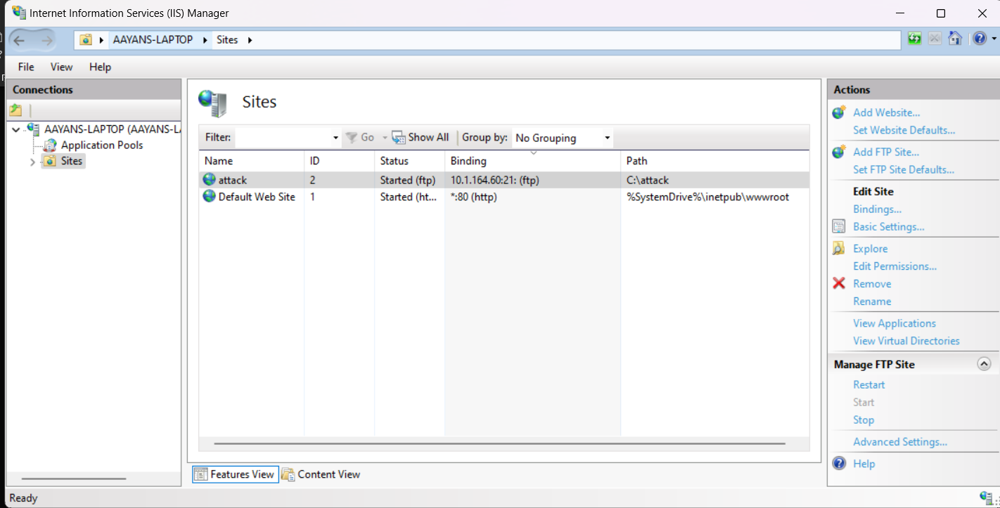 Internet Information Services (IIS) Manager
AAYANS-LAPTOP Sites
File View Help
Connections
AAYANS-LAPTOP (AAYANS-L
Application Pools
Sites
Sites
Filter: Go Show All Group by: No Grouping
Name ID Status Binding Path
attack 2 Started (ftp) 10.1.164.60:21: (ftp) C:\attack
Default Web Site 1 Started (ht... *:80 (http) %SystemDrive%\inetpub\wwwroot
Features View Content View
Actions
Add Website...
Set Website Defaults...
Add FTP Site...
Set FTP Site Defaults...
Edit Site
Bindings...
Basic Settings...
Explore
Edit Permissions...
Remove
Rename
View Applications
View Virtual Directories
Manage FTP Site
Restart
Start
Stop
Advanced Settings...
Help
Ready